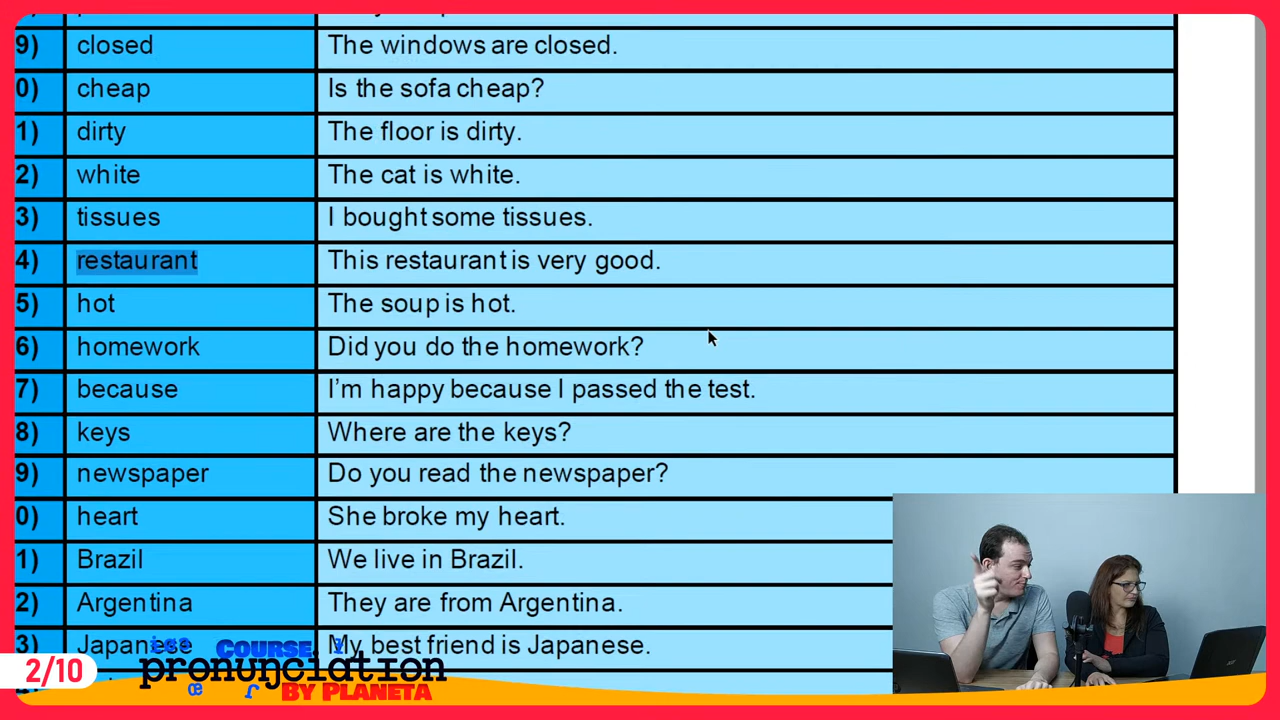 9) closed The windows are closed.
0) cheap Is the sofa cheap?
1) dirty The floor is dirty.
2) white The cat is white.
3) tissues I bought some tissues.
4) restaurant This restaurant is very good.
5) hot The soup is hot.
6) homework Did you do the homework?
7) because I’m happy because I passed the test.
8) keys Where are the keys?
9) newspaper Do you read the newspaper?
0) heart She broke my heart.
1) Brazil We live in Brazil.
2) Argentina They are from Argentina.
3) Japanese My best friend is Japanese.
2/10
COURSE
pronunciation
BY PLANETA